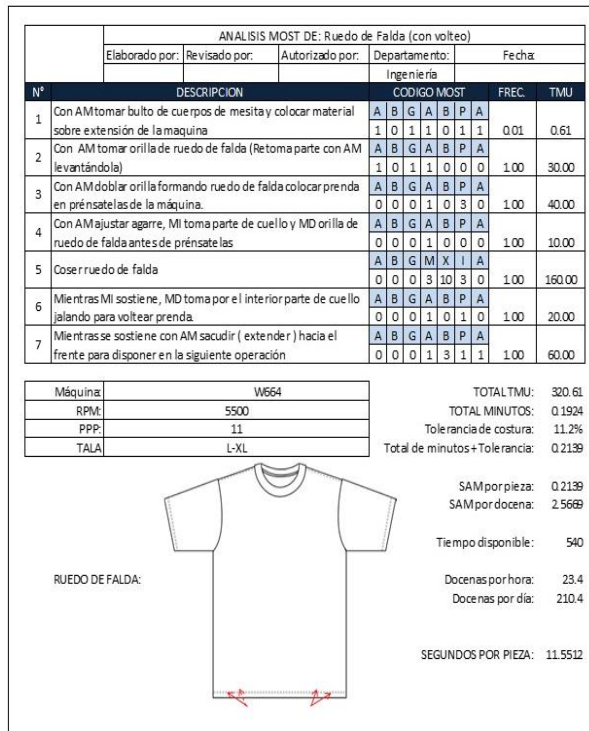 ANALISIS MOST DE: Ruedo de Falda (con volteo)
Elaborado por: Revisado por: Autorizado por: Departamento: Fecha:
Ingeniería
N° DESCRIPCION CODIGO MOST FREC. TMU
1 Con AM tomar bulto de cuerpos de mesita y colocar material A B G A B P A
sobre extensión de la maquina 1 0 1 1 0 1 1 0.01 0.61
2 Con AM tomar orilla de ruedo de falda (Retoma parte con AM A B G A B P A
levantándola) 1 0 1 1 0 0 0 1.00 30.00
3 Con AM doblar orilla formando ruedo de falda colocar prenda A B G A B P A
en prénsatelas de la máquina. 0 0 0 1 0 3 0 1.00 40.00
4 Con AM ajustar agarre, MI toma parte de cuello y MD orilla de A B G A B P A
ruedo de falda antes de prénsatelas 0 0 0 1 0 0 0 1.00 10.00
5 Coser ruedo de falda A B G M X I A
0 0 0 3 10 3 0 1.00 160.00
6 Mientras MI sostiene, MD toma por el interior parte de cuello A B G A B P A
jalando para voltear prenda. 0 0 0 1 0 1 0 1.00 20.00
7 Mientras se sostiene con AM sacudir ( extender ) hacia el A B G A B P A
frente para disponer en la siguiente operación 0 0 0 1 3 1 1 1.00 60.00
Máquina: W664 TOTAL TMU: 320.61
RPM: 5500 TOTAL MINUTOS: 0.1924
PPP: 11 Tolerancia de costura: 11.2%
TALA L-XL Total de minutos + Tolerancia: 0.2139
SAM por pieza: 0.2139
SAM por docena: 2.5669
Tiempo disponible: 540
RUEDO DE FALDA: Docenas por hora: 23.4
Docenas por día: 210.4
SEGUNDOS POR PIEZA: 11.5512